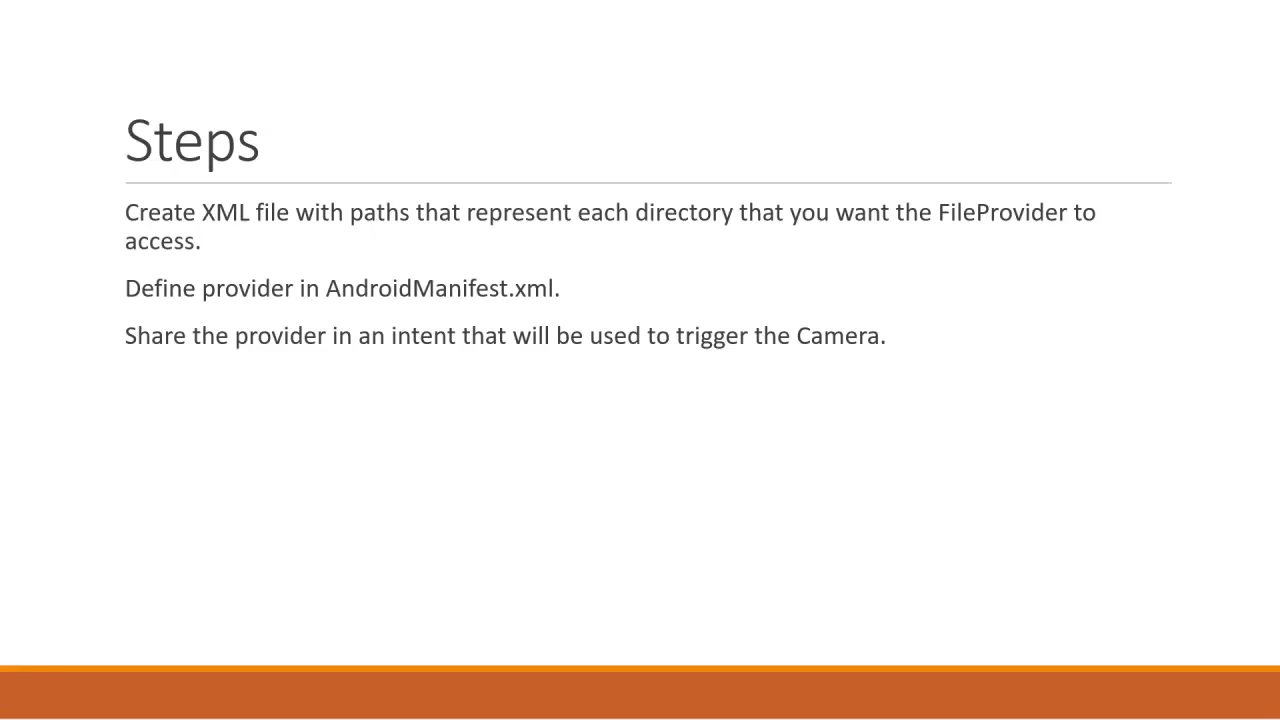 Steps
Create XML file with paths that represent each directory that you want the FileProvider to
access.
Define provider in AndroidManifest.xml.
Share the provider in an intent that will be used to trigger the Camera.